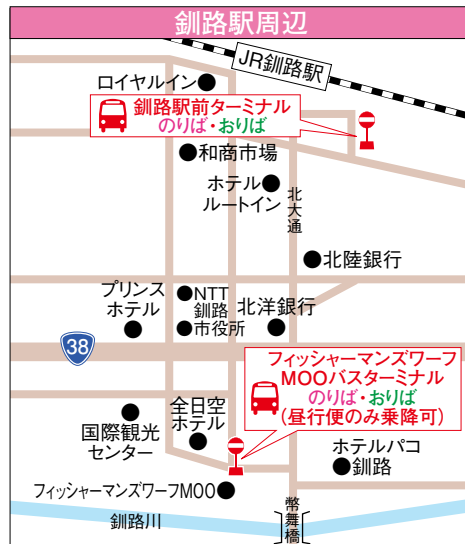 釧路駅周辺
JR釧路駅
ロイヤルイン
釧路駅前ターミナル
のりば・おりば
和商市場
ホテル
ルートイン
北大通
北陸銀行
プリンス
ホテル
NTT
釧路
市役所
北洋銀行
38
フィッシャーマンズワーフ
MOOバスターミナル
のりば・おりば
(昼行便のみ乗降可)
国際観光
センター
全日空
ホテル
ホテルパコ
釧路
フィッシャーマンズワーフMOO
釧路川
幣舞橋